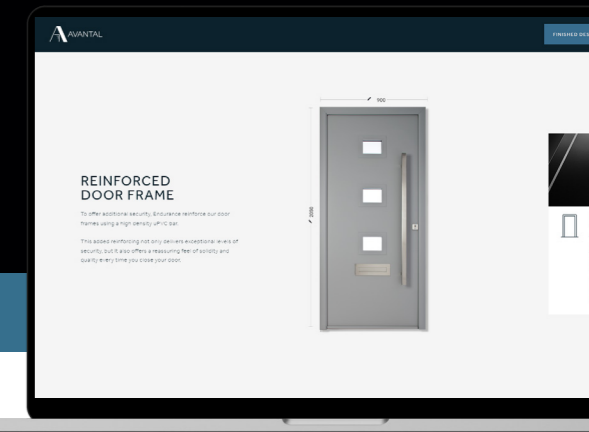 AVANTAL
FINISHED DES
900
2000
REINFORCED
DOOR FRAME
To offer additional security, Endurance reinforce our door
frames using a high density uPVC bar.
This added reinforcing not only delivers exceptional levels of
security, but it also offers a reassuring feel of solidity and
quality every time you close your door.